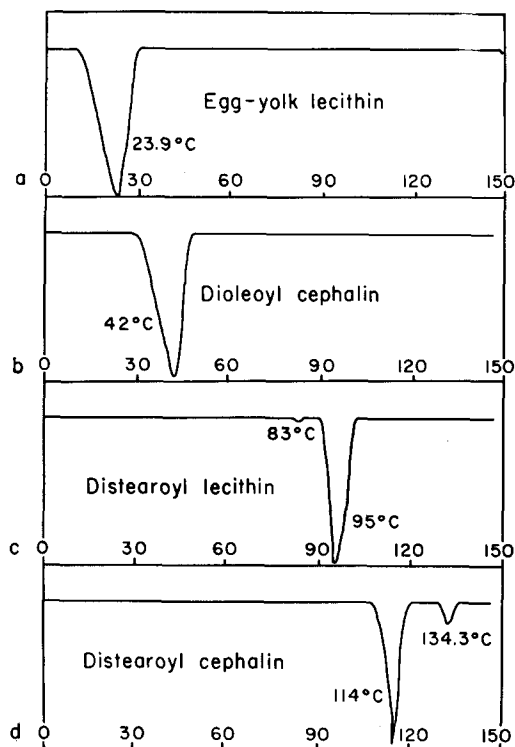 Egg-yolk lecithin
23.9°C
a
0 30 60 90 120 150
Dioleoyl cephalin
42°C
b
0 30 60 90 120 150
83°C
Distearoyl lecithin
95°C
c
0 30 60 90 120 150
134.3°C
Distearoyl cephalin
114°C
d
0 30 60 90 120 150